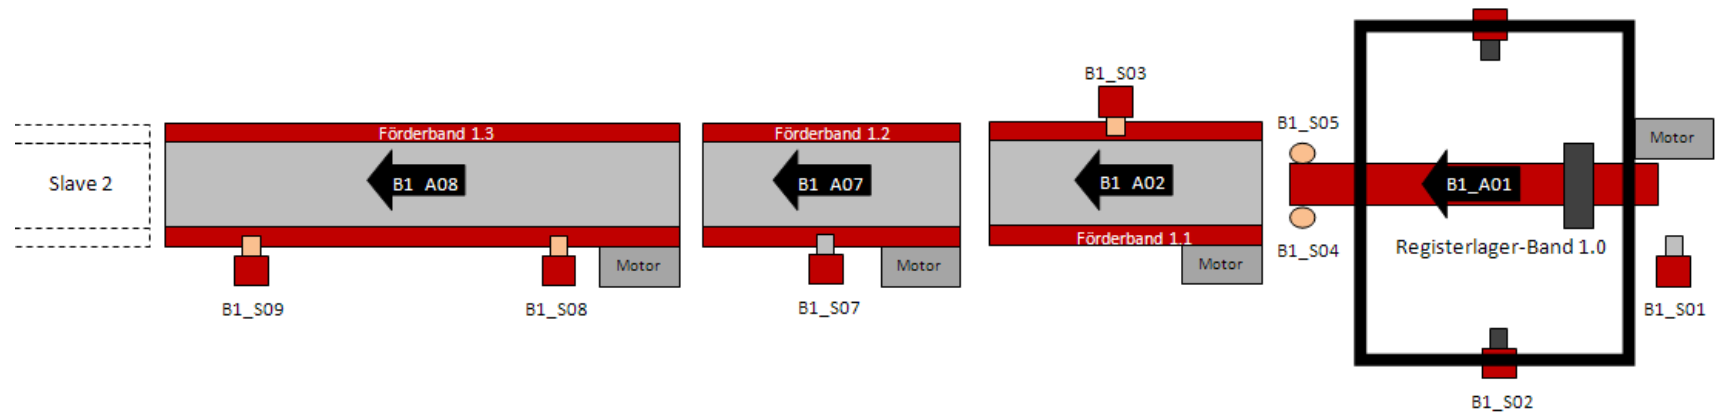 B1_S03
Förderband 1.3
Förderband 1.2
B1_S05
Motor
Slave 2
B1_A08
B1_A07
B1_A02
B1_A01
Förderband 1.1
Registerlager-Band 1.0
B1_S04
Motor
Motor
Motor
B1_S09
B1_S08
B1_S07
B1_S01
B1_S02